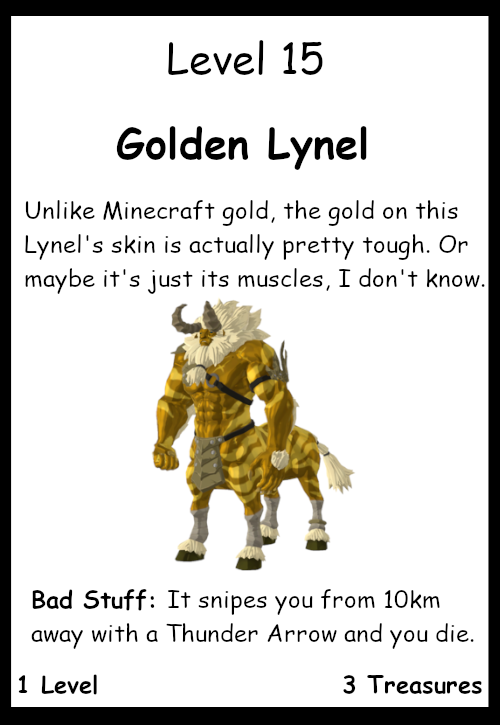 Level 15
Golden Lynel
Unlike Minecraft gold, the gold on this
Lynel's skin is actually pretty tough. Or
maybe it's just its muscles, I don't know.
Bad Stuff: It snipes you from 10km
away with a Thunder Arrow and you die.
1 Level
3 Treasures